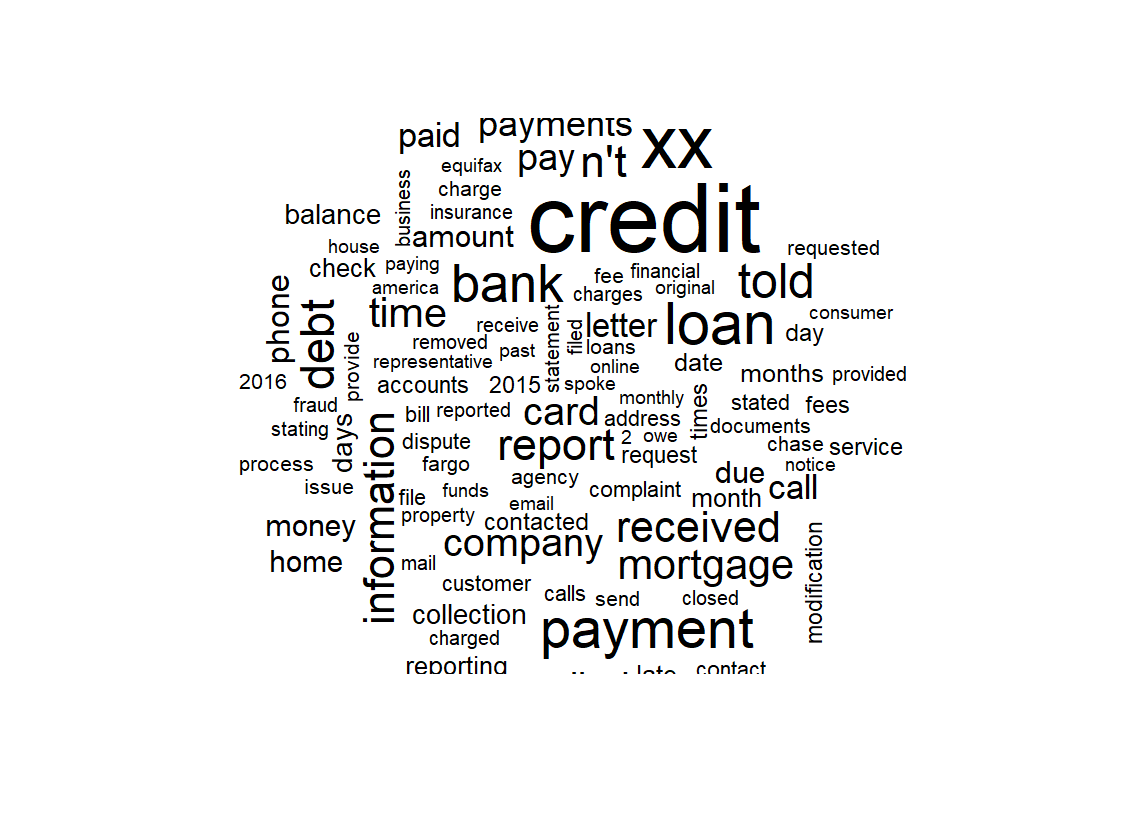 payments
paid
xx
pay
n't
equifax
charge
business
insurance
balance
credit
amount
house
requested
check
paying
bank
fee
financial
told
america
charges
original
phone
debt
time
receive
statement
filed
letter
loan
consumer
day
removed
loans
provide
representative
past
online
date
2016
accounts
2015
spoke
months
provided
fraud
monthly
times
stated
fees
bill
reported
card
address
documents
stating
days
information
dispute
report
2
owe
request
chase
service
process
fargo
agency
due
notice
issue
file
funds
email
complaint
month
call
property
contacted
money
received
modification
company
home
mail
mortgage
customer
calls
send
closed
collection
charged
payment
reporting
late
contact